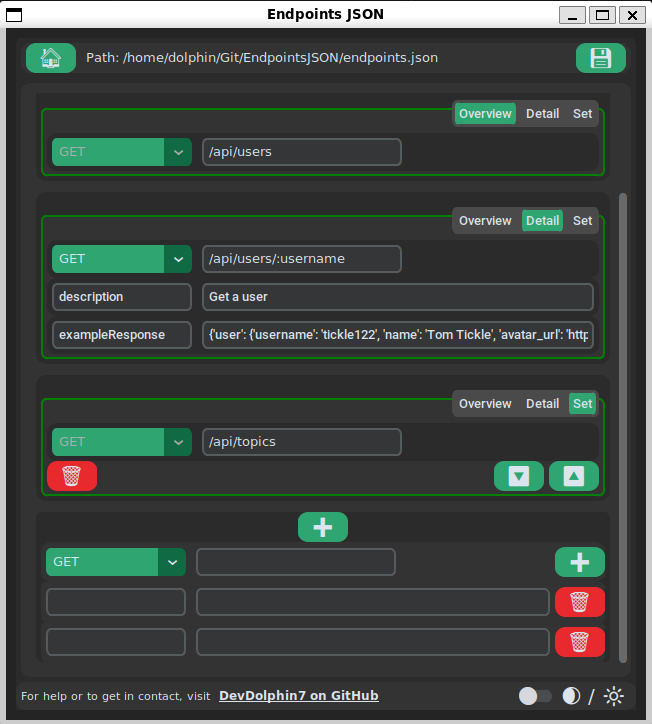 Endpoints JSON
Path: /home/dolphin/Git/EndpointsJSON/endpoints.json
Overview Detail Set
GET /api/users
Overview Detail Set
GET /api/users/:username
description Get a user
exampleResponse {'user': {'username': 'tickle122', 'name': 'Tom Tickle', 'avatar_url': 'http
Overview Detail Set
GET /api/topics
GET
For help or to get in contact, visit DevDolphin7 on GitHub
/